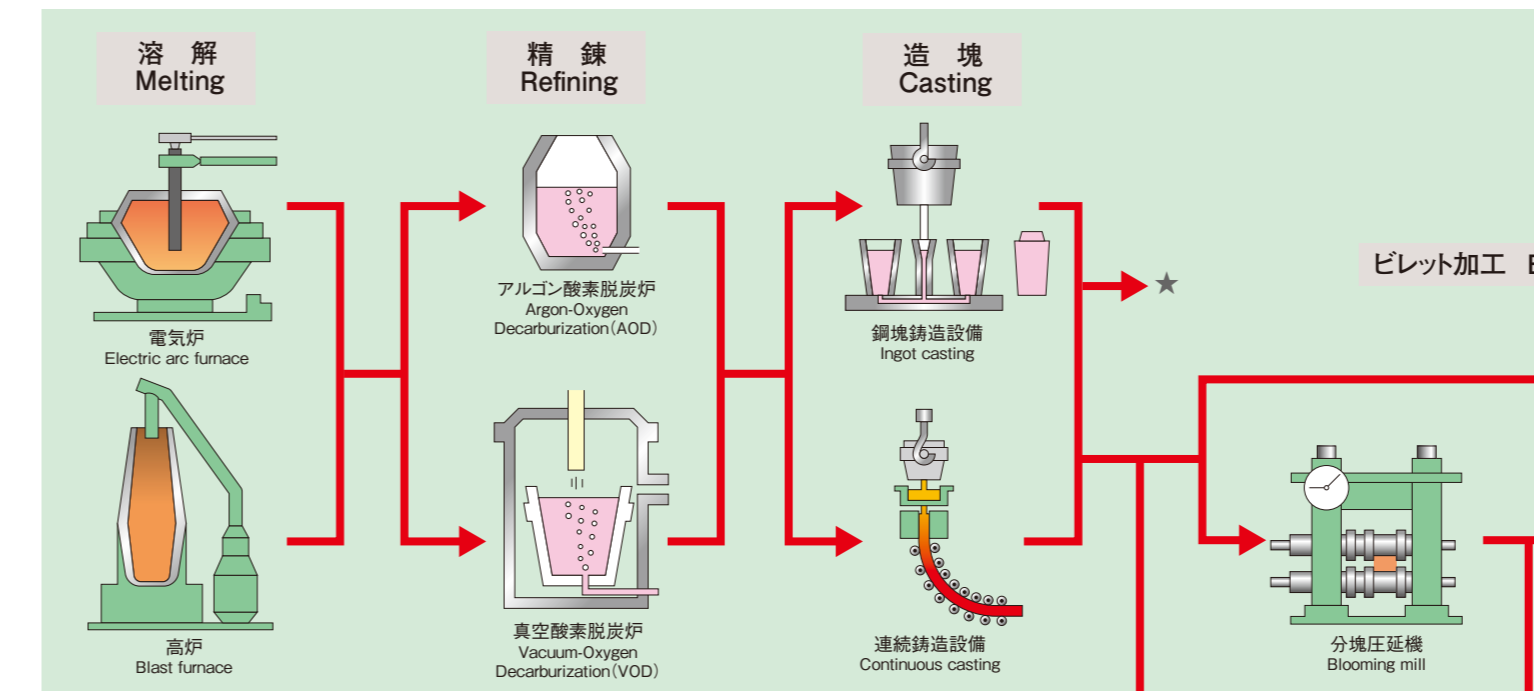 溶　解
Melting
電気炉
Electric arc furnace
高炉
Blast furnace
精　錬
Refining
アルゴン酸素脱炭炉
Argon-Oxygen
Decarburization（AOD）
真空酸素脱炭炉
Vacuum-Oxygen
Decarburization（VOD）
造　塊
Casting
鋼塊鋳造設備
Ingot casting
連続鋳造設備
Continuous casting
★
ビレット加工
分塊圧延機
Blooming mill